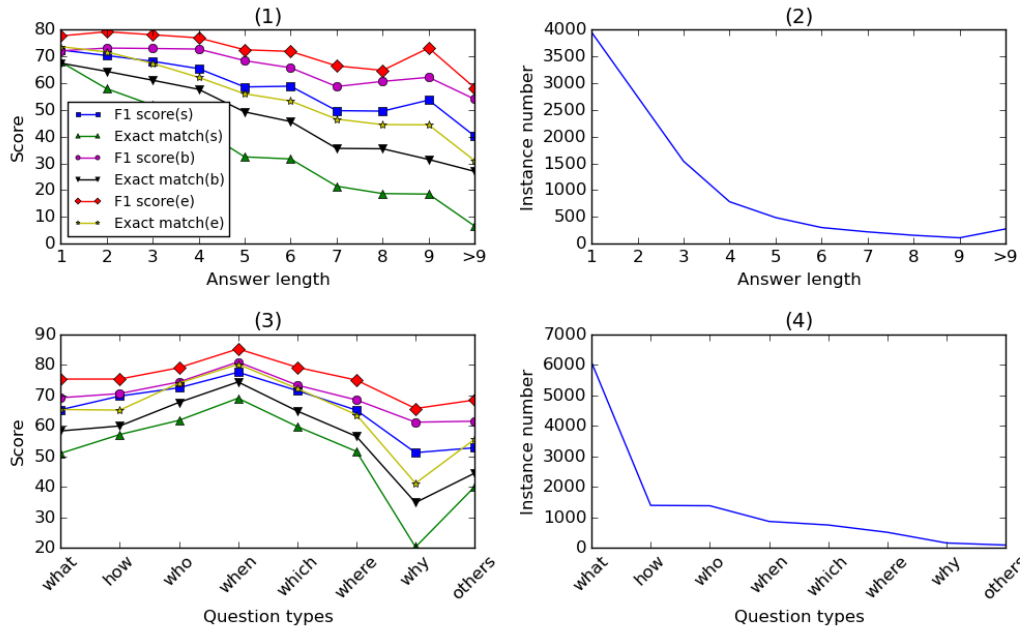 (1)
80
70
60
50
40
30
20
10
0
Score
F1 score(s)
Exact match(s)
F1 score(b)
Exact match(b)
F1 score(e)
Exact match(e)
1 2 3 4 5 6 7 8 9 >9
Answer length
(2)
4000
3500
3000
2500
2000
1500
1000
500
0
Instance number
1 2 3 4 5 6 7 8 9 >9
Answer length
(3)
90
80
70
60
50
40
30
20
Score
what how who when which where why others
Question types
(4)
7000
6000
5000
4000
3000
2000
1000
0
Instance number
what how who when which where why others
Question types